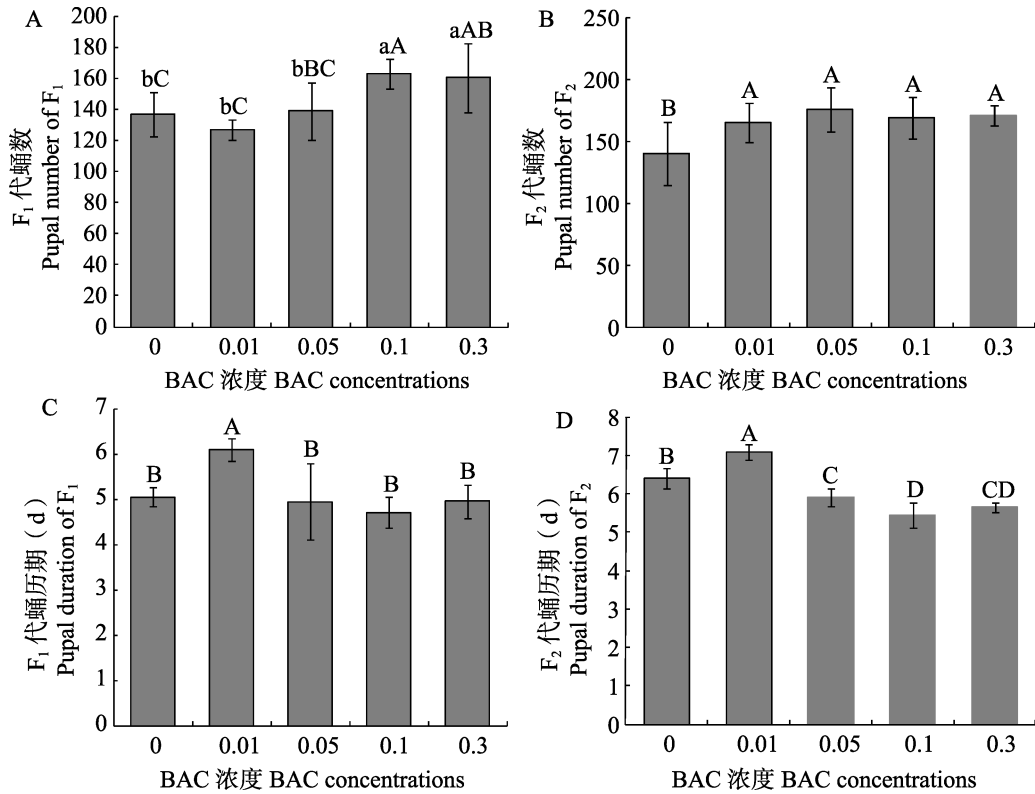 A
F₁ 代蛹数
Pupal number of F₁
200
180
160
140
120
100
80
60
40
20
0
bC
bC
bBC
aA
aAB
0 0.01 0.05 0.1 0.3
BAC 浓度 BAC concentrations
B
F₂ 代蛹数
Pupal number of F₂
250
200
150
100
50
0
B
A
A
A
A
0 0.01 0.05 0.1 0.3
BAC 浓度 BAC concentrations
C
F₁ 代蛹历期（d）
Pupal duration of F₁
7
6
5
4
3
2
1
0
B
A
B
B
B
0 0.01 0.05 0.1 0.3
BAC 浓度 BAC concentrations
D
F₂ 代蛹历期（d）
Pupal duration of F₂
8
7
6
5
4
3
2
1
0
B
A
C
D
CD
0 0.01 0.05 0.1 0.3
BAC 浓度 BAC concentrations